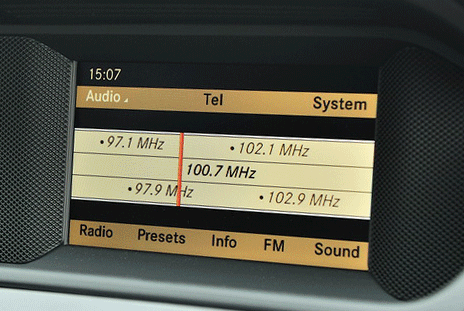 15:07
Audio Tel System
• 97.1 MHz • 102.1 MHz
100.7 MHz
• 97.9 MHz • 102.9 MHz
Radio Presets Info FM Sound